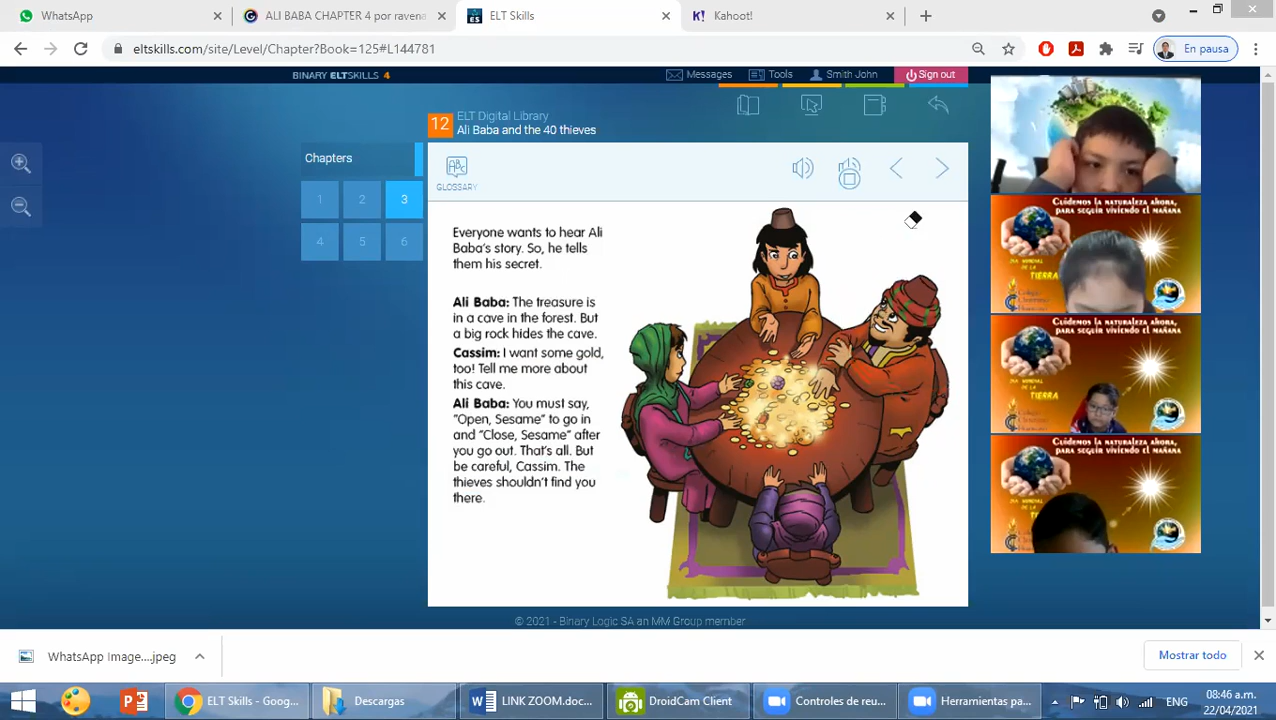 WhatsApp
ALI BABA CHAPTER 4 por ravena
ELT Skills
Kahoot!
eltskills.com/site/Level/Chapter?Book=125#L144781
En pausa
BINARY ELTSKILLS 4
Messages
Tools
Smith John
Sign out
12
ELT Digital Library
Ali Baba and the 40 thieves
Chapters
1 2 3
4 5 6
ABC
GLOSSARY
Everyone wants to hear Ali
Baba's story. So, he tells
them his secret.
Ali Baba: The treasure is
in a cave in the forest. But
a big rock hides the cave.
Cassim: I want some gold,
too! Tell me more about
this cave.
Ali Baba: You must say,
"Open, Sesame" to go in
and "Close, Sesame" after
you go out. That's all. But
be careful, Cassim. The
thieves shouldn't find you
there.
Cuidemos la naturaleza ahora,
para seguir viviendo el mañana
Cuidemos la naturaleza ahora,
para seguir viviendo el mañana
DE LA
TIERRA
Cuidemos la naturaleza ahora,
para seguir viviendo el mañana
© 2021 - Binary Logic SA an MM Group member
WhatsApp Image....jpeg
Mostrar todo
ELT Skills - Goog...
Descargas
LINK ZOOM.doc...
DroidCam Client
Controles de reu...
Herramientas pa...
ENG
08:46 a.m.
22/04/2021